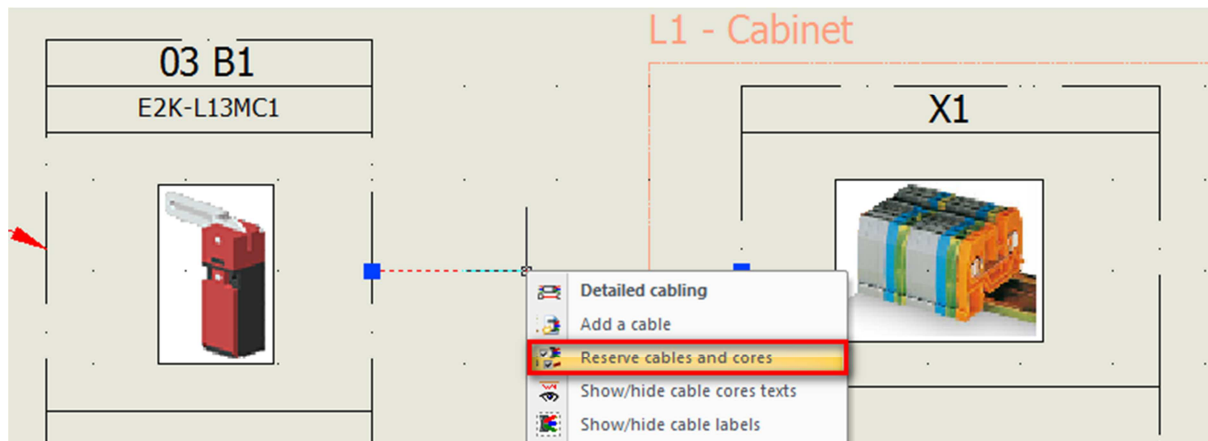 L1 - Cabinet
03 B1
E2K-L13MC1
X1
Detailed cabling
Add a cable
Reserve cables and cores
Show/hide cable cores texts
Show/hide cable labels